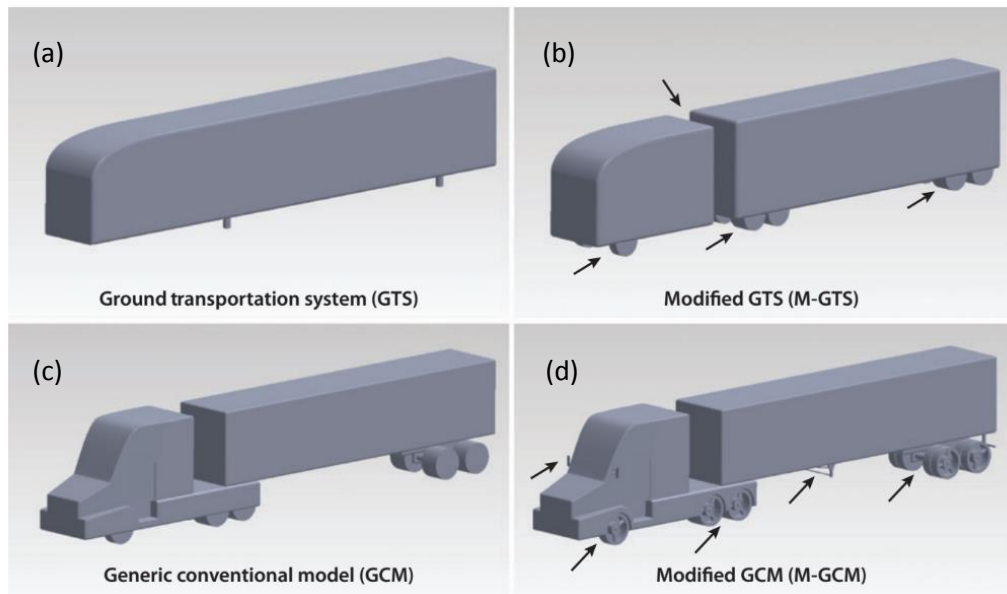 (a)
Ground transportation system (GTS)
(b)
Modified GTS (M-GTS)
(c)
Generic conventional model (GCM)
(d)
Modified GCM (M-GCM)